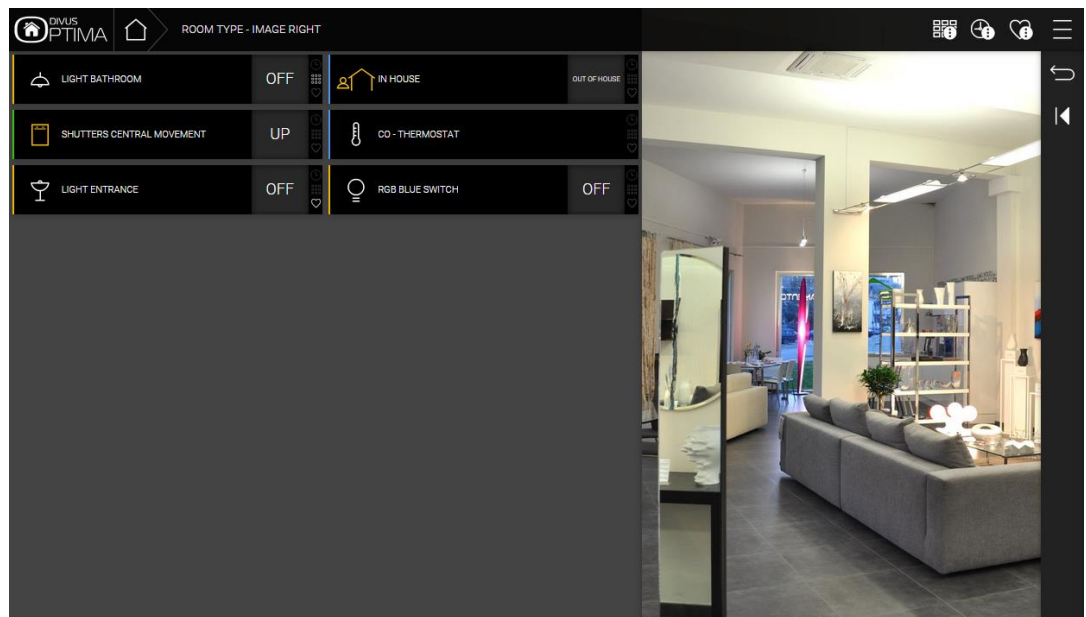 DIVUS
OPTIMA
ROOM TYPE - IMAGE RIGHT
LIGHT BATHROOM
OFF
IN HOUSE
OUT OF HOUSE
SHUTTERS CENTRAL MOVEMENT
UP
CO - THERMOSTAT
LIGHT ENTRANCE
OFF
RGB BLUE SWITCH
OFF